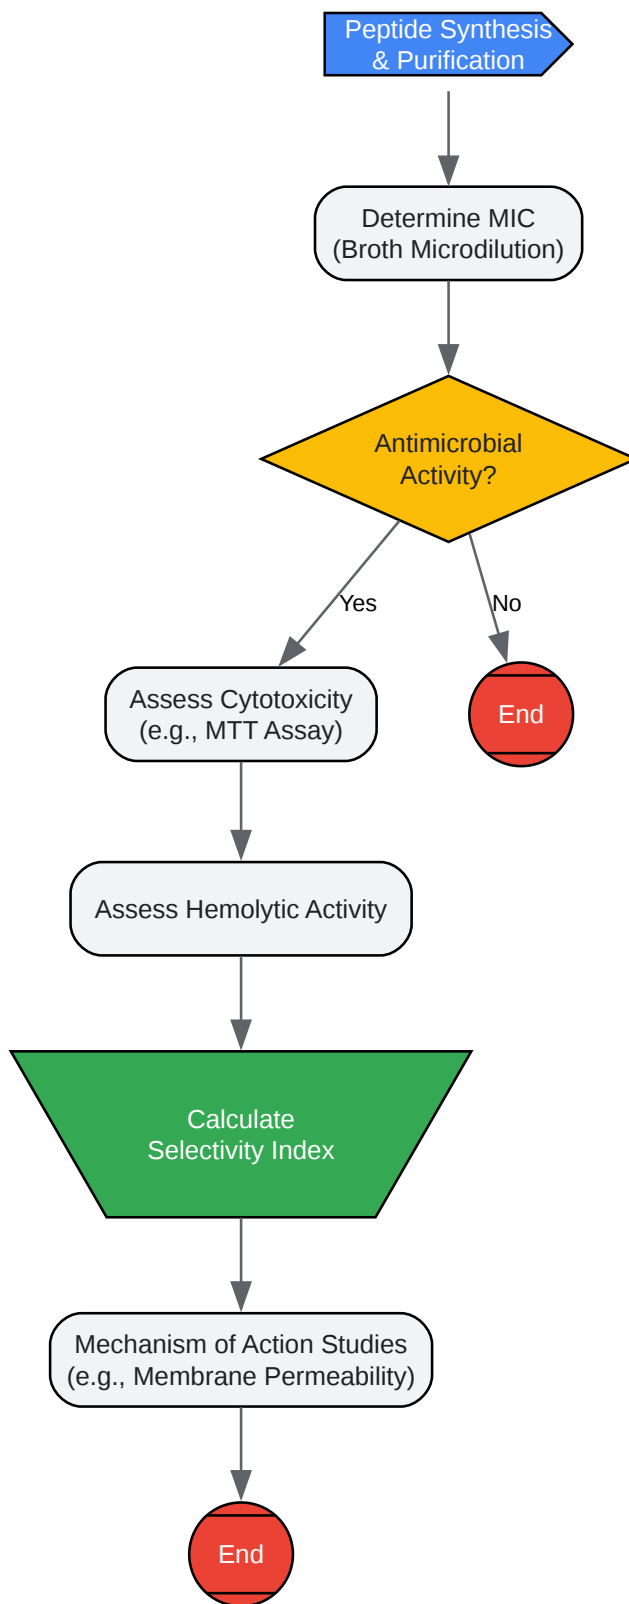 Peptide Synthesis
& Purification
Determine MIC
(Broth Microdilution)
Antimicrobial
Activity?
Yes
No
Assess Cytotoxicity
(e.g., MTT Assay)
End
Assess Hemolytic Activity
Calculate
Selectivity Index
Mechanism of Action Studies
(e.g., Membrane Permeability)
End